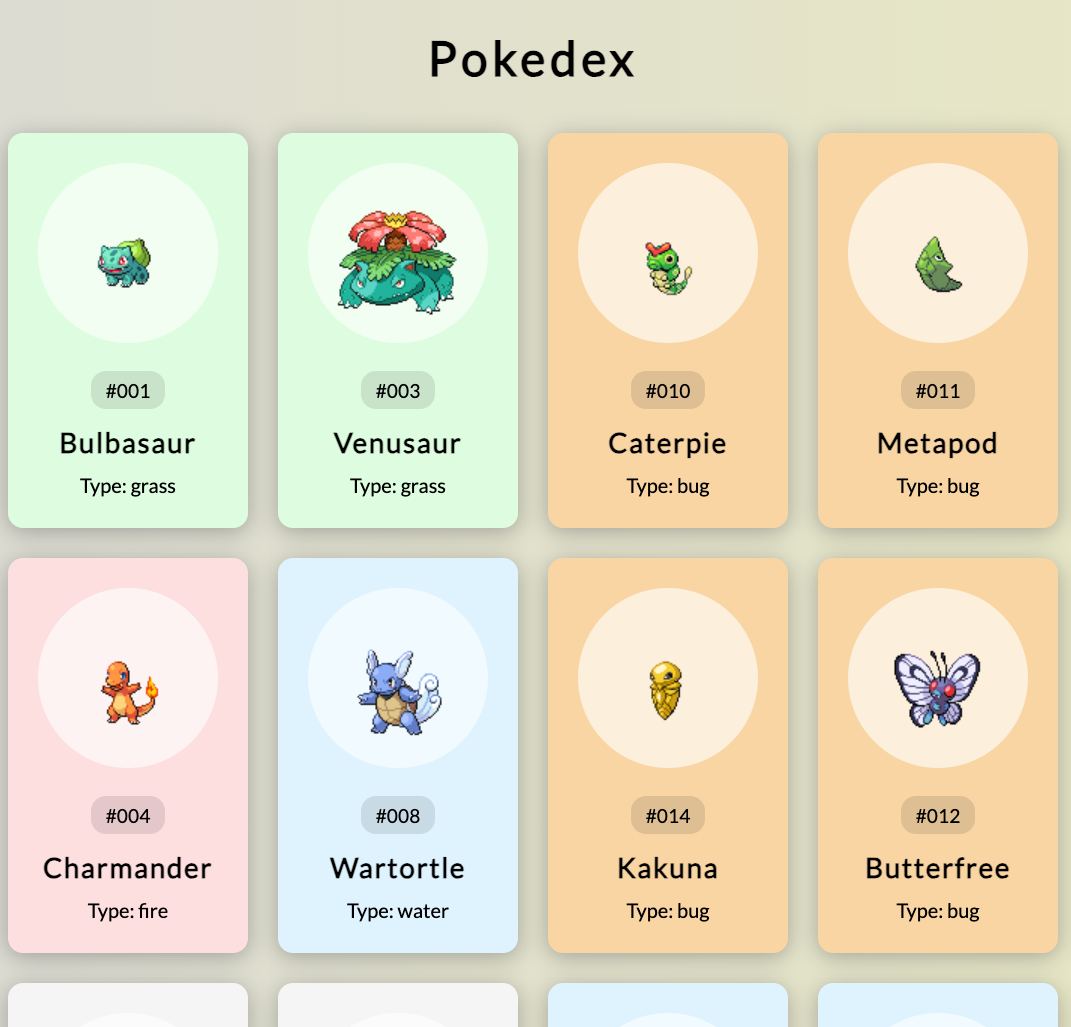 Pokedex
#001
Bulbasaur
Type: grass
#003
Venusaur
Type: grass
#010
Caterpie
Type: bug
#011
Metapod
Type: bug
#004
Charmander
Type: fire
#008
Wartortle
Type: water
#014
Kakuna
Type: bug
#012
Butterfree
Type: bug